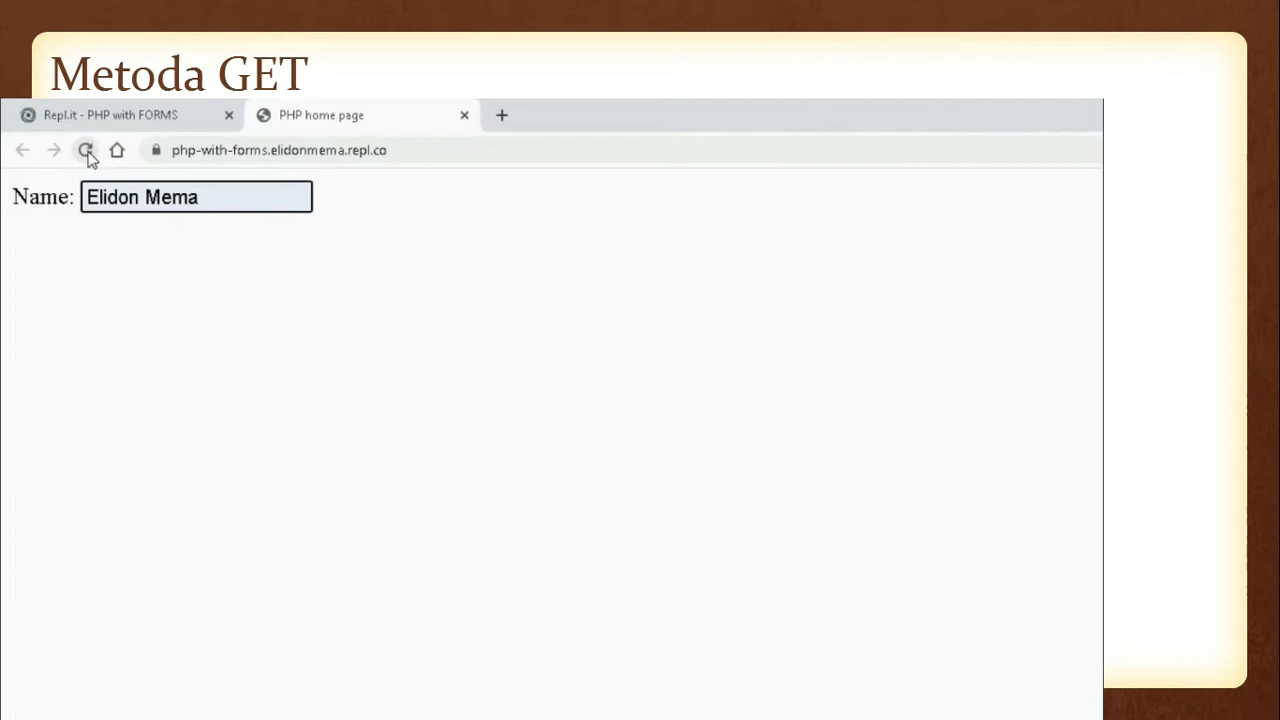 Metoda GET
Repl.it - PHP with FORMS
PHP home page
php-with-forms.elidonmema.repl.co
Name: Elidon Mema